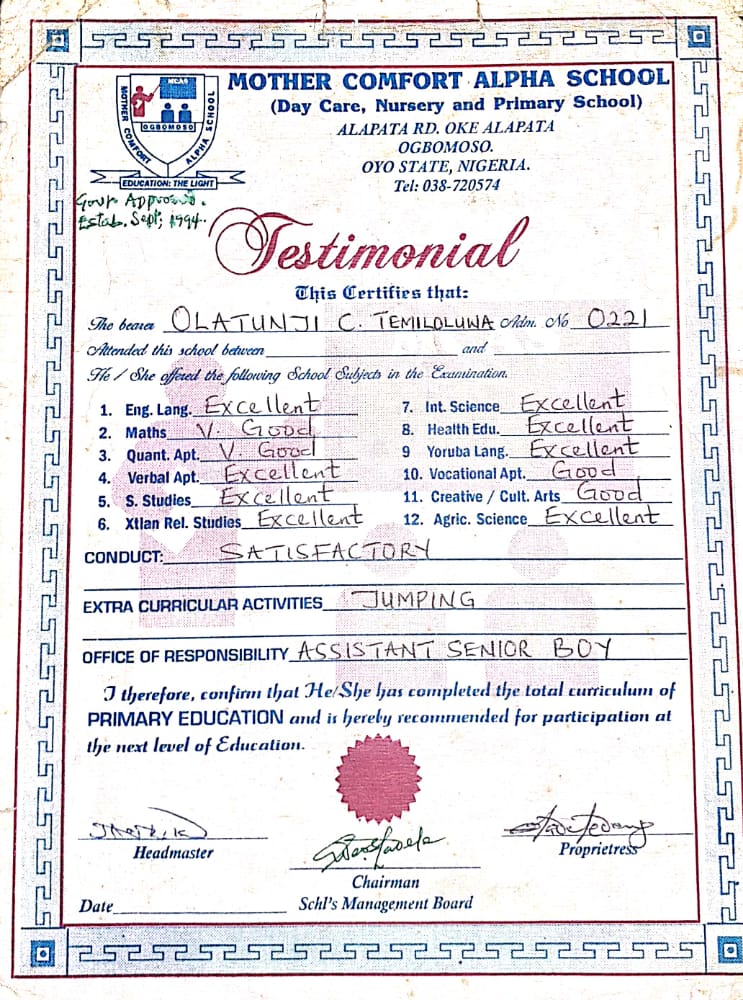 MOTHER COMFORT ALPHA SCHOOL
(Day Care, Nursery and Primary School)
ALAPATA RD. OKE ALAPATA
OGBOMOSO.
OYO STATE, NIGERIA.
Tel: 038-720574
MCAS
MOTHER COMFORT ALPHA SCHOOL
OGBOMOSO
EDUCATION: THE LIGHT
Govt Approved.
Estab. Sept; 1994.
Testimonial
This Certifies that:
The bearer OLATUNJI C. TEMILOLUWA Adm. No 0221
Attended this school between and
He / She offered the following School Subjects in the Examination.
1. Eng. Lang. Excellent
2. Maths V. Good
3. Quant. Apt. V. Good
4. Verbal Apt. Excellent
5. S. Studies Excellent
6. Xtian Rel. Studies Excellent
7. Int. Science Excellent
8. Health Edu. Excellent
9 Yoruba Lang. Excellent
10. Vocational Apt. Good
11. Creative / Cult. Arts Good
12. Agric. Science Excellent
CONDUCT: SATISFACTORY
EXTRA CURRICULAR ACTIVITIES JUMPING
OFFICE OF RESPONSIBILITY ASSISTANT SENIOR BOY
I therefore, confirm that He/She has completed the total curriculum of
PRIMARY EDUCATION and is hereby recommended for participation at
the next level of Education.
Headmaster
Proprietress
Chairman
Date Schl's Management Board